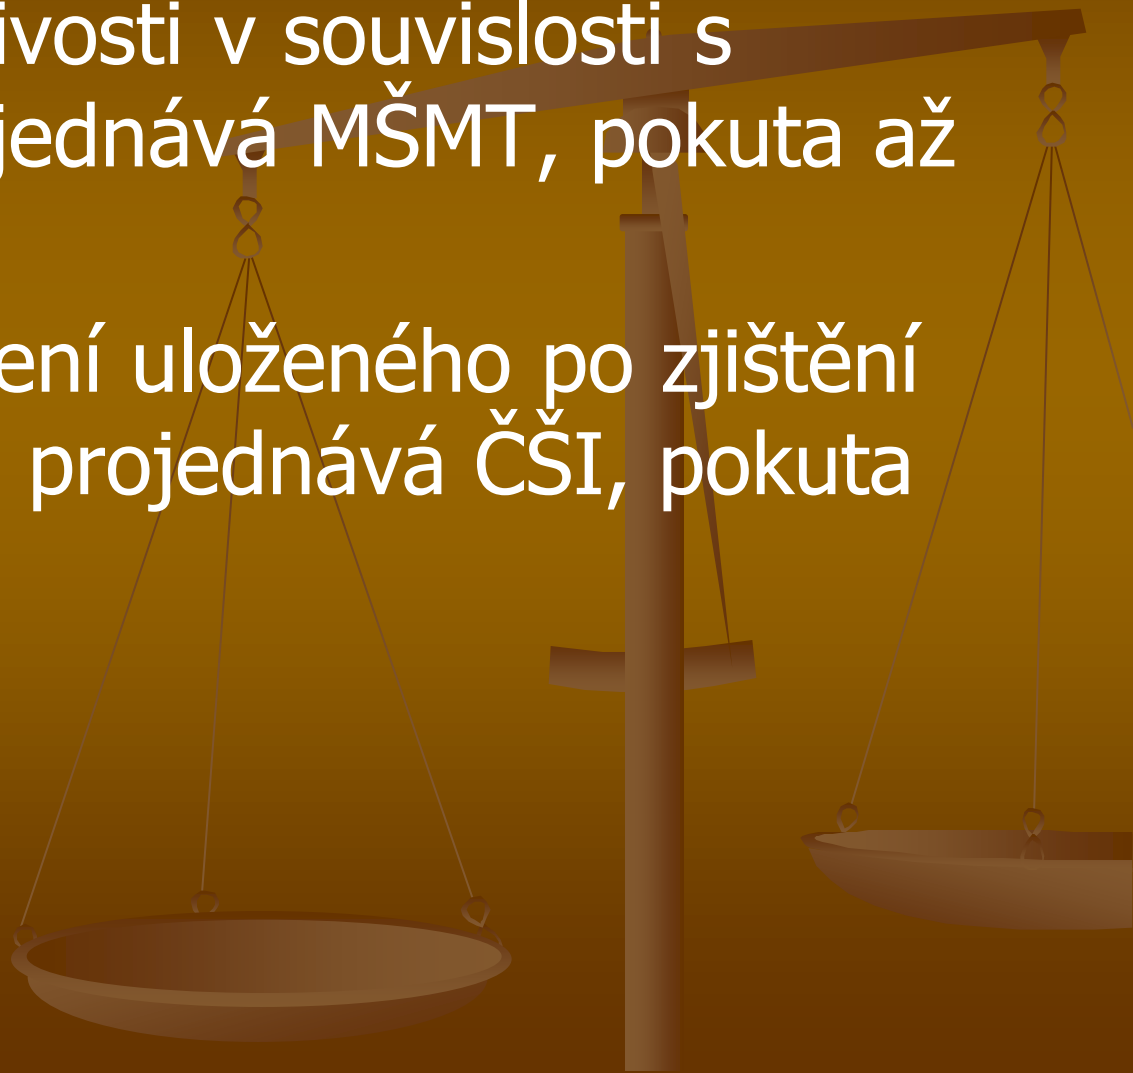 ivosti v souvislosti s
jednává MŠMT, pokuta až
ení uloženého po zjištění
projednává ČŠI, pokuta